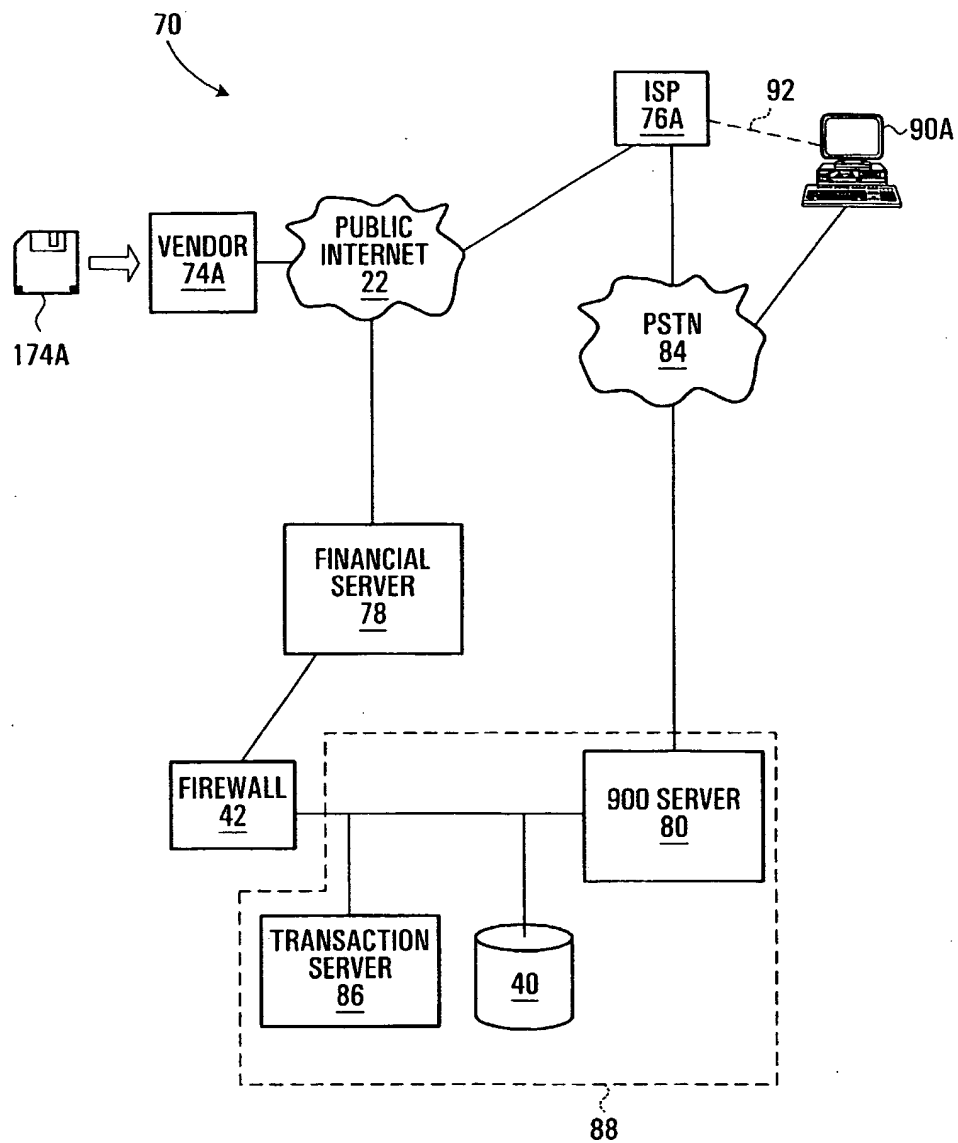 70
ISP
76A
92
90A
VENDOR
74A
PUBLIC
INTERNET
22
174A
PSTN
84
FINANCIAL
SERVER
78
FIREWALL
42
900 SERVER
80
TRANSACTION
SERVER
86
40
88